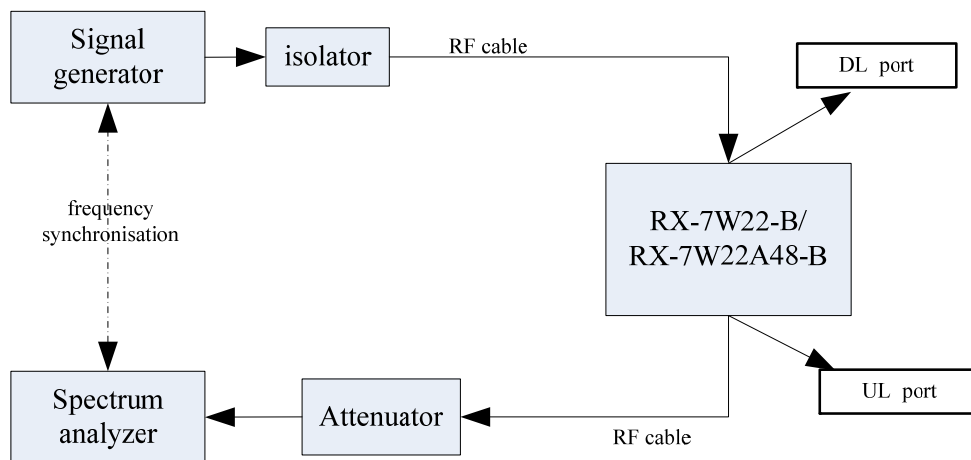 Signal
generator
isolator
RF cable
DL port
frequency
synchronisation
RX-7W22-B/
RX-7W22A48-B
Spectrum
analyzer
Attenuator
RF cable
UL port